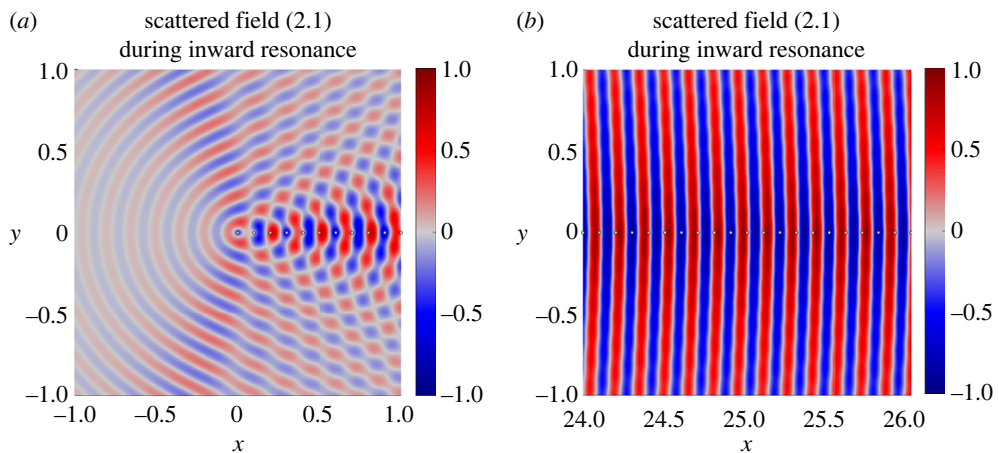 (a) scattered field (2.1)
during inward resonance
1.0
0.5
y 0
–0.5
–1.0
–1.0 –0.5 0 0.5 1.0
x
1.0
0.5
0
–0.5
–1.0
(b) scattered field (2.1)
during inward resonance
1.0
0.5
y 0
–0.5
–1.0
24.0 24.5 25.0 25.5 26.0
x
1.0
0.5
0
–0.5
–1.0